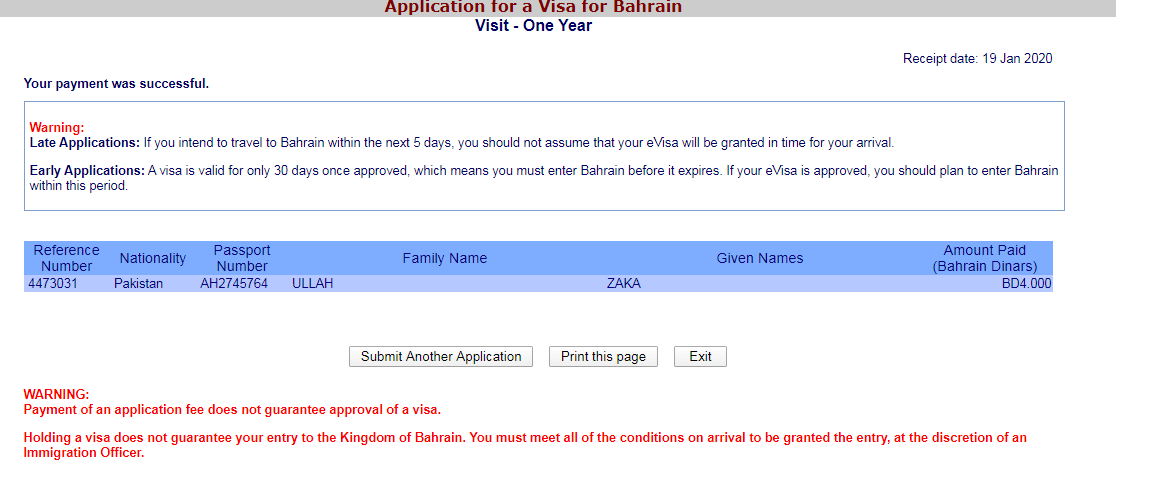 Application for a Visa for Bahrain
Visit - One Year
Receipt date: 19 Jan 2020
Your payment was successful.
Warning:
Late Applications: If you intend to travel to Bahrain within the next 5 days, you should not assume that your eVisa will be granted in time for your arrival.
Early Applications: A visa is valid for only 30 days once approved, which means you must enter Bahrain before it expires. If your eVisa is approved, you should plan to enter Bahrain
within this period.
Reference Number Nationality Passport Number Family Name Given Names Amount Paid (Bahrain Dinars)
4473031 Pakistan AH2745764 ULLAH ZAKA BD4.000
Submit Another Application Print this page Exit
WARNING:
Payment of an application fee does not guarantee approval of a visa.
Holding a visa does not guarantee your entry to the Kingdom of Bahrain. You must meet all of the conditions on arrival to be granted the entry, at the discretion of an
Immigration Officer.